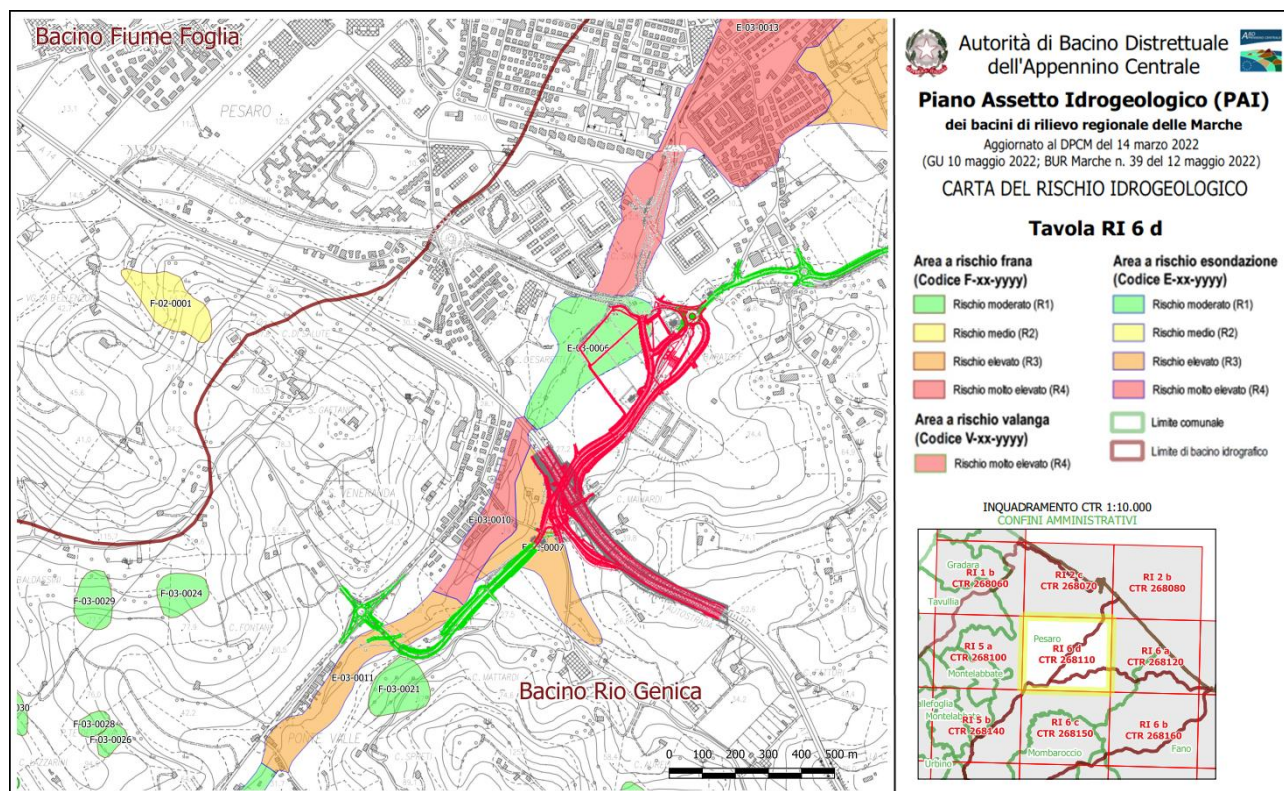 Bacino Fiume Foglia
E-03-0013
PESARO
A 14
F-02-0001
E-03-0006
E-03-0010
F-03-0029
F-03-0024
E-03-0011
F-03-0021
C. MATTARDI
F-03-0028
F-03-0026
Bacino Rio Genica
0 100 200 300 400 500 m
Autorità di Bacino Distrettuale
dell'Appennino Centrale
Piano Assetto Idrogeologico (PAI)
dei bacini di rilievo regionale delle Marche
Aggiornato al DPCM del 14 marzo 2022
(GU 10 maggio 2022; BUR Marche n. 39 del 12 maggio 2022)
CARTA DEL RISCHIO IDROGEOLOGICO
Tavola RI 6 d
Area a rischio frana
(Codice F-xx-yyyy)
Rischio moderato (R1)
Rischio medio (R2)
Rischio elevato (R3)
Rischio molto elevato (R4)
Area a rischio valanga
(Codice V-xx-yyyy)
Rischio molto elevato (R4)
Area a rischio esondazione
(Codice E-xx-yyyy)
Rischio moderato (R1)
Rischio medio (R2)
Rischio elevato (R3)
Rischio molto elevato (R4)
Limite comunale
Limite di bacino idrografico
INQUADRAMENTO CTR 1:10.000
CONFINI AMMINISTRATIVI
Gradara
RI 1 b
CTR 268060
RI 2 c
CTR 268070
RI 2 b
CTR 268080
Tavullia
Pesaro
RI 5 a
CTR 268100
RI 6 d
CTR 268110
RI 6 a
CTR 268120
Montelabbate
RI 5 b
CTR 268140
RI 6 c
CTR 268150
RI 6 b
CTR 268160
Mombaroccio
Fano
Urbino